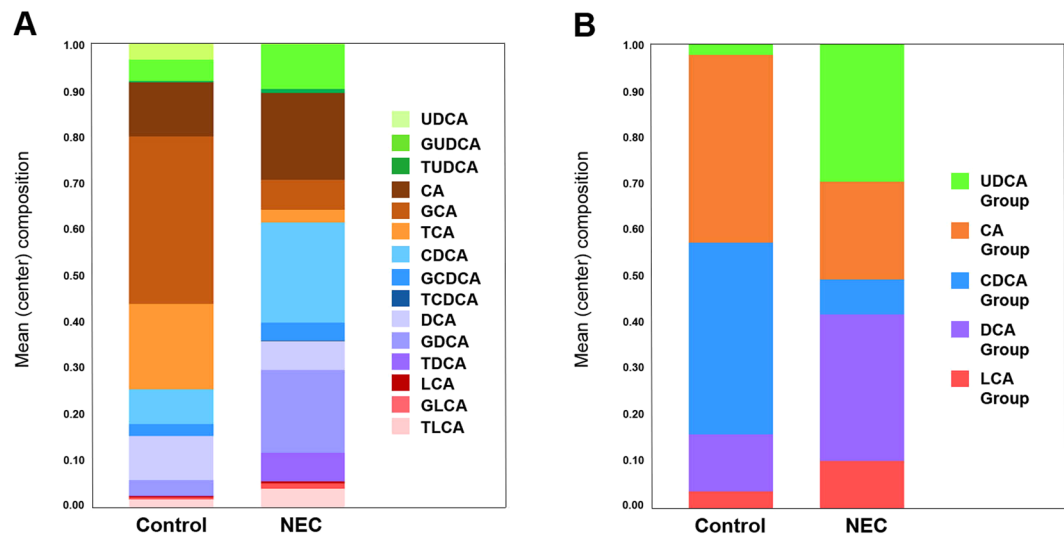 A
Mean (center) composition
1.00
0.90
0.80
0.70
0.60
0.50
0.40
0.30
0.20
0.10
0.00
Control
NEC
UDCA
GUDCA
TUDCA
CA
GCA
TCA
CDCA
GCDCA
TCDCA
DCA
GDCA
TDCA
LCA
GLCA
TLCA
B
Mean (center) composition
1.00
0.90
0.80
0.70
0.60
0.50
0.40
0.30
0.20
0.10
0.00
Control
NEC
UDCA
Group
CA
Group
CDCA
Group
DCA
Group
LCA
Group